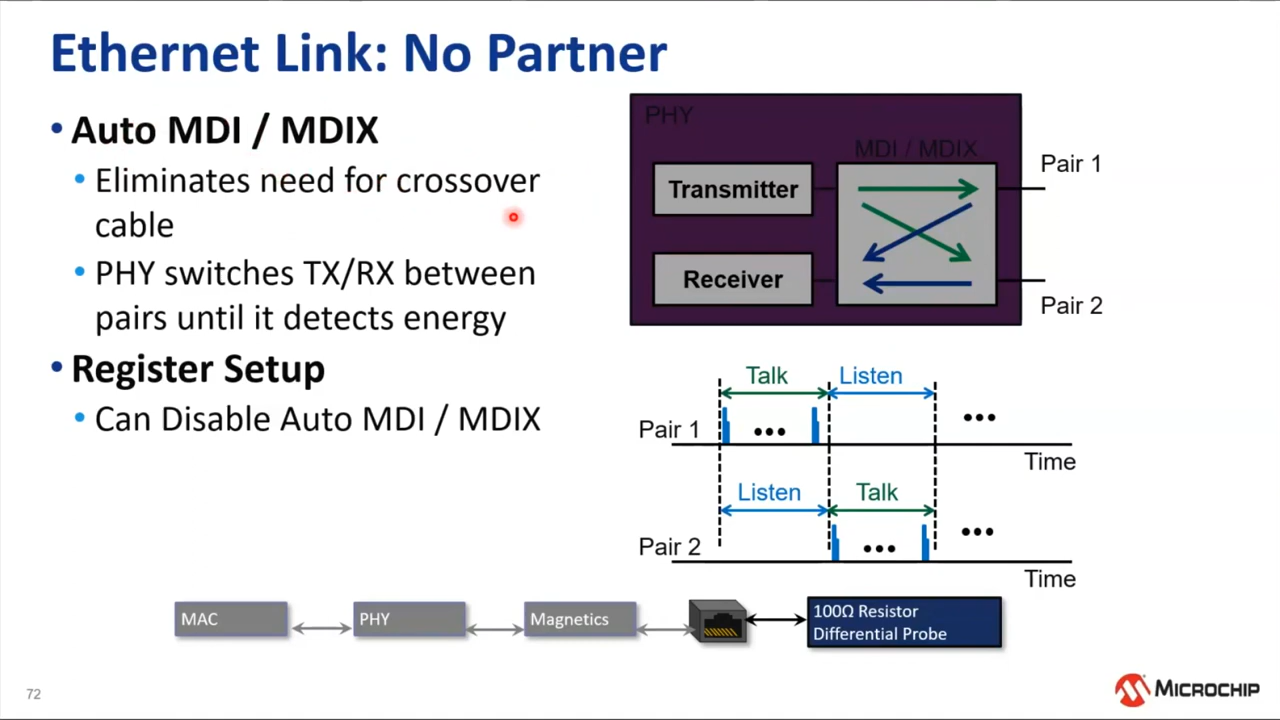 Ethernet Link: No Partner
• Auto MDI / MDIX
• Eliminates need for crossover
cable
• PHY switches TX/RX between
pairs until it detects energy
• Register Setup
• Can Disable Auto MDI / MDIX
PHY
MDI / MDIX
Transmitter
Receiver
Pair 1
Pair 2
Talk
Listen
Pair 1
•••
•••
Time
Listen
Talk
Pair 2
•••
•••
Time
MAC
PHY
Magnetics
100Ω Resistor
Differential Probe
72
MICROCHIP